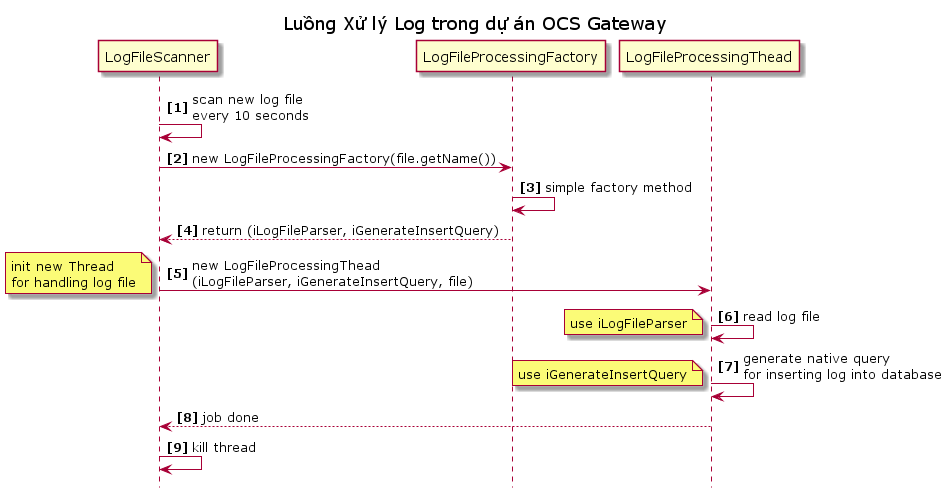 Luồng Xử lý Log trong dự án OCS Gateway
LogFileScanner
LogFileProcessingFactory
LogFileProcessingThead
[1] scan new log file
every 10 seconds
[2] new LogFileProcessingFactory(file.getName())
[3] simple factory method
[4] return (iLogFileParser, iGenerateInsertQuery)
init new Thread
for handling log file
[5] new LogFileProcessingThead
(iLogFileParser, iGenerateInsertQuery, file)
use iLogFileParser
[6] read log file
use iGenerateInsertQuery
[7] generate native query
for inserting log into database
[8] job done
[9] kill thread